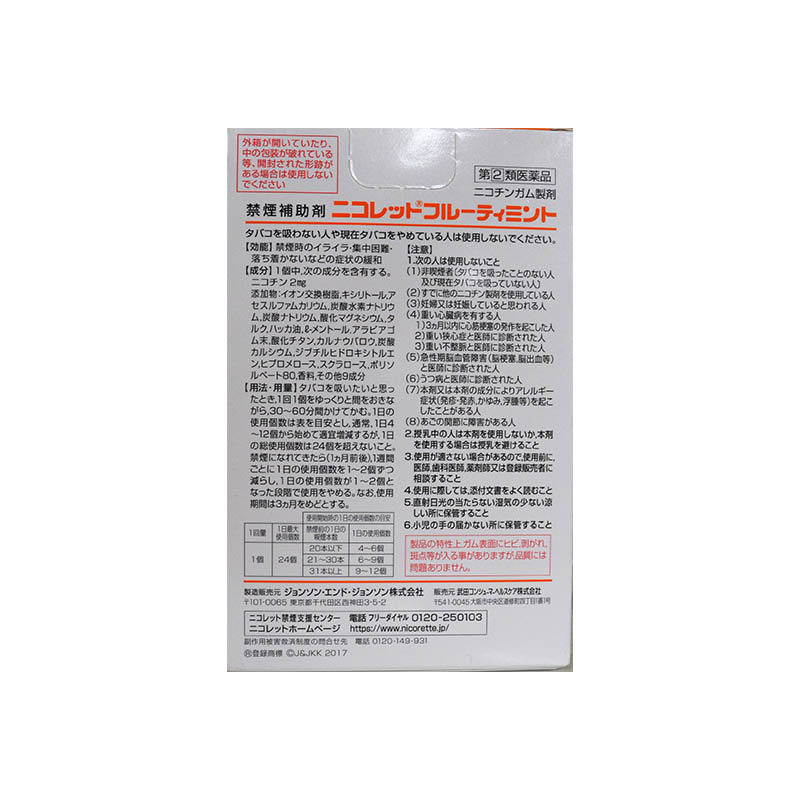 外箱が開いていたり、
中の包装が破れている
等、開封された形跡が
ある場合は使用しない
でください
指②類医薬品
ニコチンガム製剤
禁煙補助剤 ニコレット®フルーティミント
タバコを吸わない人や現在タバコをやめている人は使用しないでください。
【効能】禁煙時のイライラ・集中困難・
落ち着かないなどの症状の緩和
【成分】1個中、次の成分を含有する。
ニコチン2mg
添加物:イオン交換樹脂,キシリトール,ア
セスルファムカリウム,炭酸水素ナトリウ
ム,炭酸ナトリウム,酸化マグネシウム,タ
ルク,ハッカ油,ℓ-メントール,アラビアゴ
ム末,酸化チタン,カルナウバロウ,炭酸
カルシウム,ジブチルヒドロキシトルエ
ン,ヒプロメロース,スクラロース,ポリソ
ルベート80,香料,その他9成分
【用法・用量】タバコを吸いたいと思っ
たとき,1回1個をゆっくりと間をおきな
がら,30〜60分間かけてかむ。1日の
使用個数は表を目安とし,通常,1日4
〜12個から始めて適宜増減するが,1日
の総使用個数は24個を超えないこと。
禁煙になれてきたら(1ヵ月前後),1週間
ごとに1日の使用個数を1〜2個ずつ
減らし,1日の使用個数が1〜2個と
なった段階で使用をやめる。なお,使用
期間は3ヵ月をめどとする。
使用開始時の1日の使用個数の目安
1回量 1日最大使用個数 禁煙前の1日の喫煙本数 1日の使用個数
1個 24個 20本以下 4〜6個
21〜30本 6〜9個
31本以上 9〜12個
【注意】
1.次の人は使用しないこと
(1)非喫煙者〔タバコを吸ったことのない人
及び現在タバコを吸っていない人〕
(2)すでに他のニコチン製剤を使用している人
(3)妊婦又は妊娠していると思われる人
(4)重い心臓病を有する人
1)3ヵ月以内に心筋梗塞の発作を起こした人
2)重い狭心症と医師に診断された人
3)重い不整脈と医師に診断された人
(5)急性期脳血管障害(脳梗塞,脳出血等)
と医師に診断された人
(6)うつ病と医師に診断された人
(7)本剤又は本剤の成分によりアレルギー
症状(発疹・発赤,かゆみ,浮腫等)を起こ
したことがある人
(8)あごの関節に障害がある人
2.授乳中の人は本剤を使用しないか,本剤
を使用する場合は授乳を避けること
3.使用が適さない場合があるので,使用前に,
医師,歯科医師,薬剤師又は登録販売者に
相談すること
4.使用に際しては,添付文書をよく読むこと
5.直射日光の当たらない湿気の少ない涼
しい所に保管すること
6.小児の手の届かない所に保管すること
製品の特性上,ガム表面にヒビ,剥がれ,
斑点等が入る事がありますが,品質には
問題ありません。
製造販売元 ジョンソン・エンド・ジョンソン株式会社
〒101-0065 東京都千代田区西神田3-5-2
販売元 武田コンシューマーヘルスケア株式会社
〒541-0045 大阪市中央区道修町四丁目1番1号
ニコレット禁煙支援センター 電話 フリーダイヤル 0120-250103
ニコレットホームページ https://www.nicorette.jp/
副作用被害救済制度の問合せ先 電話 0120-149-931
Ⓡ登録商標 ©J&JKK 2017